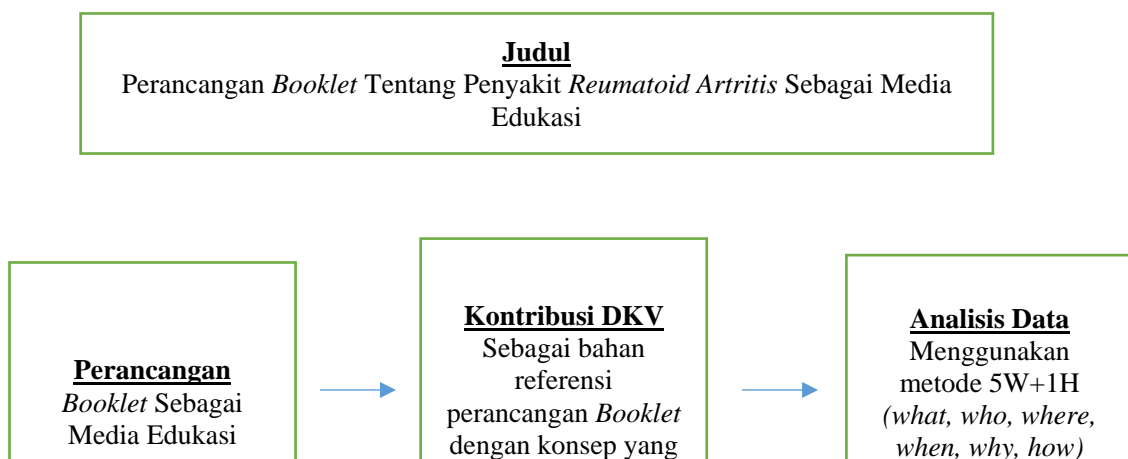 Judul
Perancangan Booklet Tentang Penyakit Reumatoid Artritis Sebagai Media
Edukasi
Perancangan
Booklet Sebagai
Media Edukasi
Kontribusi DKV
Sebagai bahan
referensi
perancangan Booklet
dengan konsep yang
Analisis Data
Menggunakan
metode 5W+1H
(what, who, where,
when, why, how)